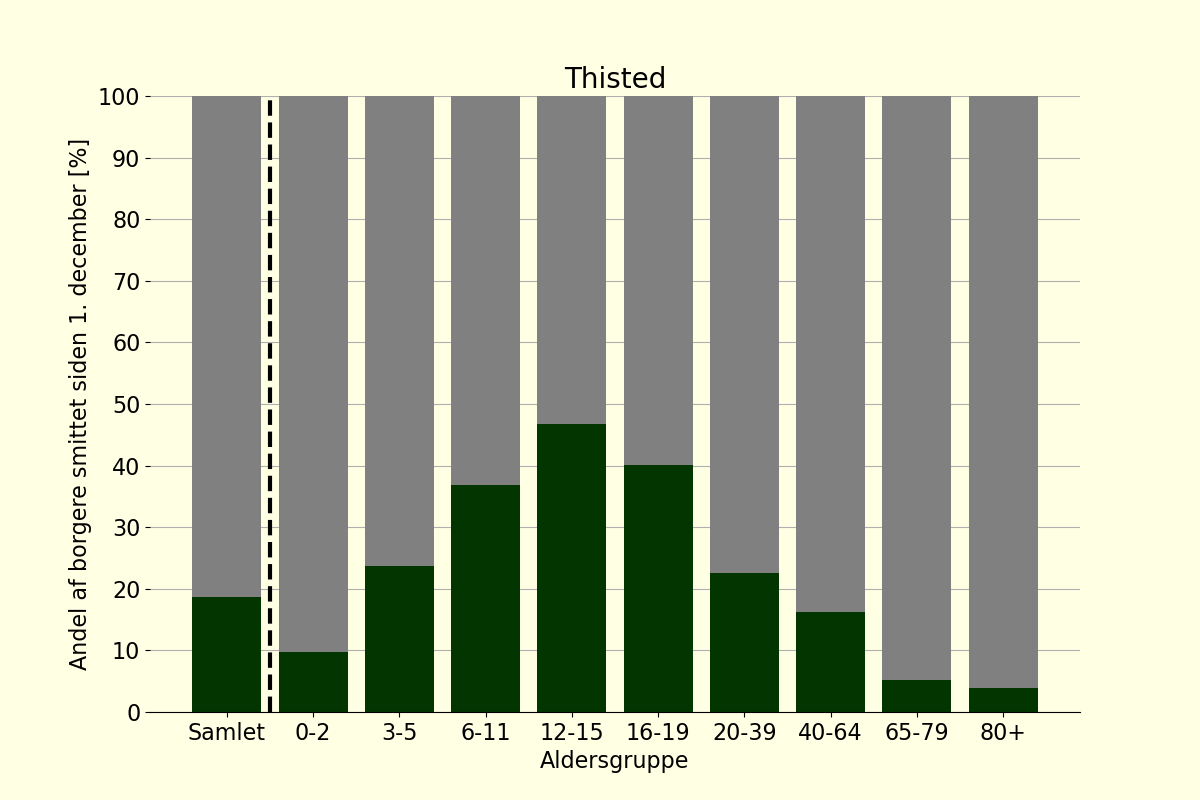 Thisted
Andel af borgere smittet siden 1. december [%]
100
90
80
70
60
50
40
30
20
10
0
Samlet 0-2 3-5 6-11 12-15 16-19 20-39 40-64 65-79 80+
Aldersgruppe